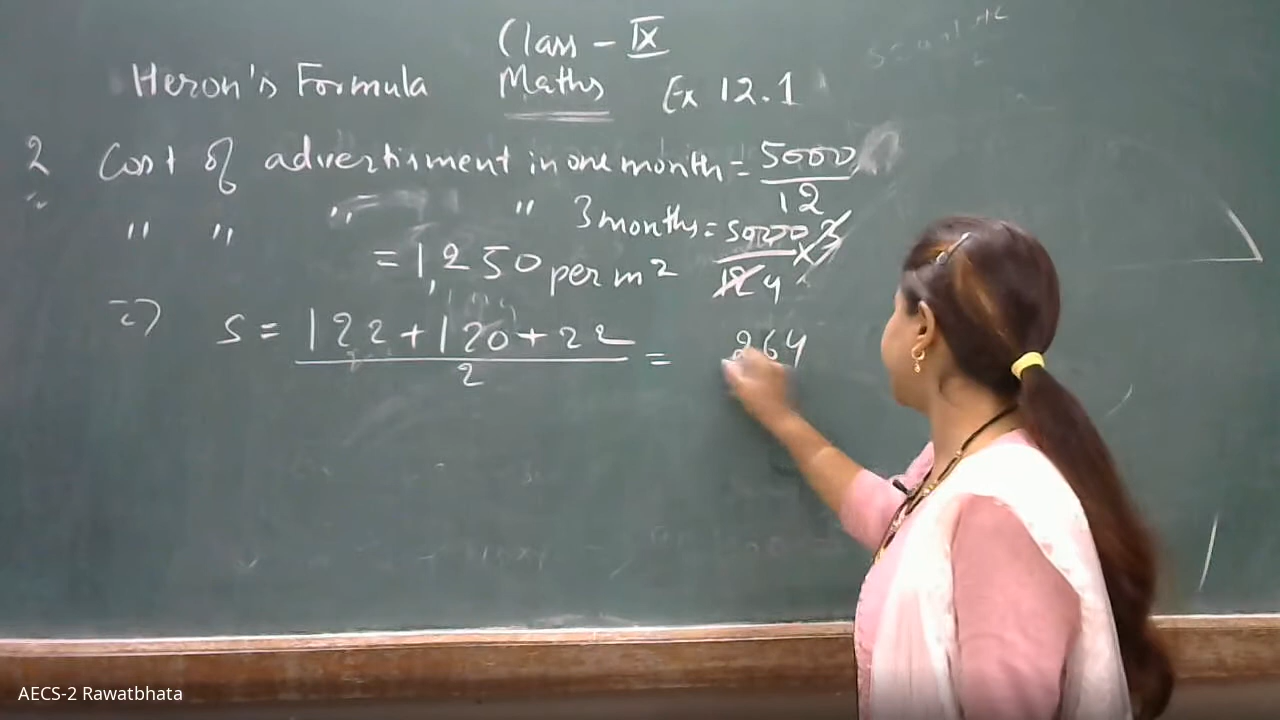 Class - IX
Heron's Formula Maths Ex 12.1
2 Cost of advertisment in one month = 5000/12
" " " " 3 months = 5000/12 4 × 3
= 1,250 per m²
=> S = 122 + 120 + 22 / 2 = 264
AECS-2 Rawatbhata